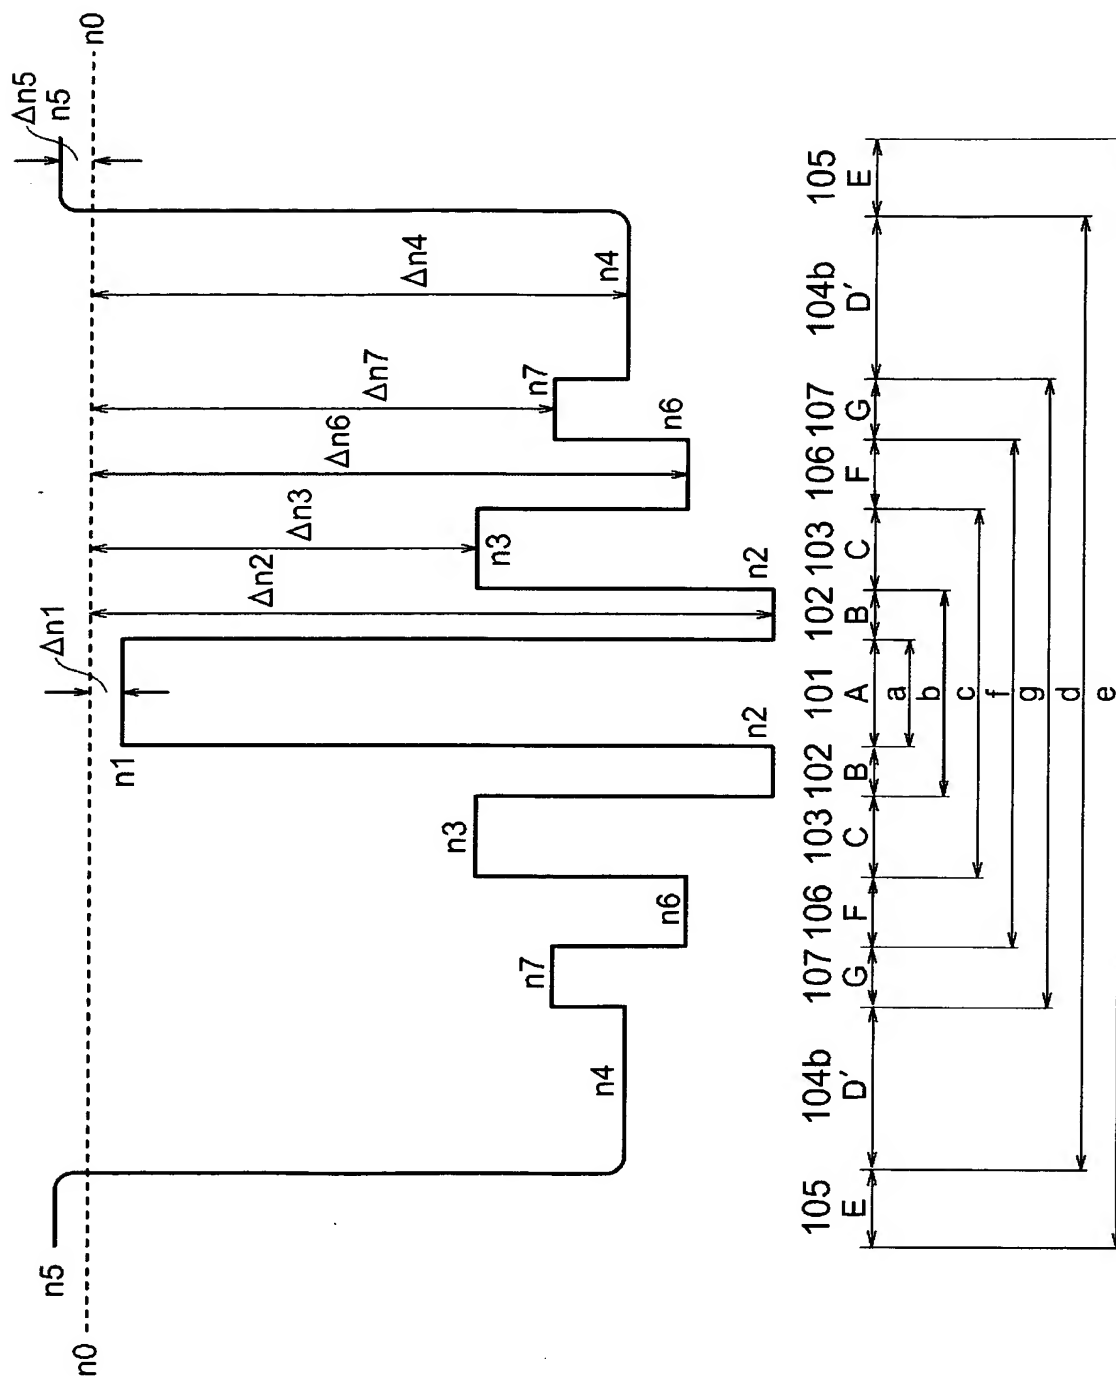 n0
n0
n5
Δn5
n5
Δn1
Δn2
Δn3
Δn6
Δn7
Δn4
n1
n3
n3
n7
n7
n4
n4
n6
n6
n2
n2
105 104b 107 106 103 102 101 102 103 106 107 104b 105
E D′ G F C B A B C F G D′ E
a
b
c
f
g
d
e